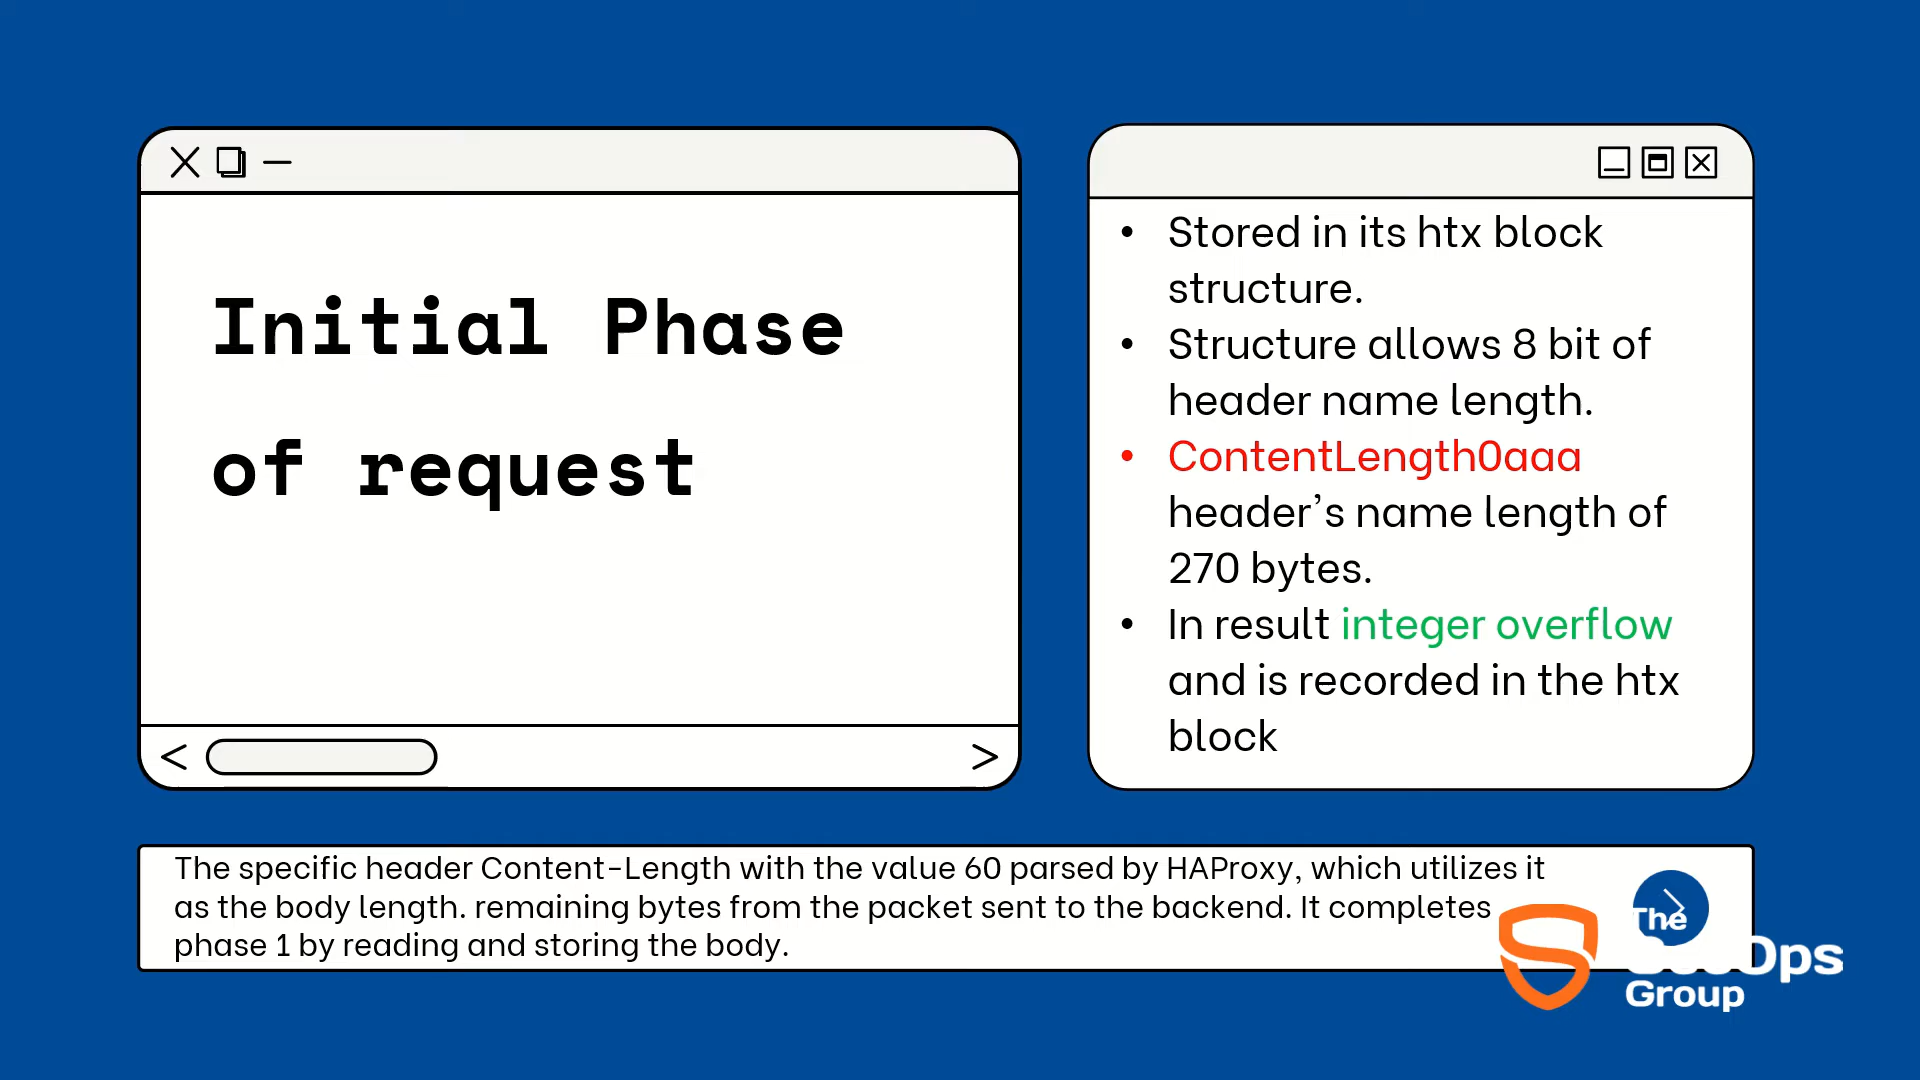 Initial Phase
of request
• Stored in its htx block
structure.
• Structure allows 8 bit of
header name length.
• ContentLength0aaa
header's name length of
270 bytes.
• In result integer overflow
and is recorded in the htx
block
The specific header Content-Length with the value 60 parsed by HAProxy, which utilizes it
as the body length. remaining bytes from the packet sent to the backend. It completes
phase 1 by reading and storing the body.
The
SecOps
Group